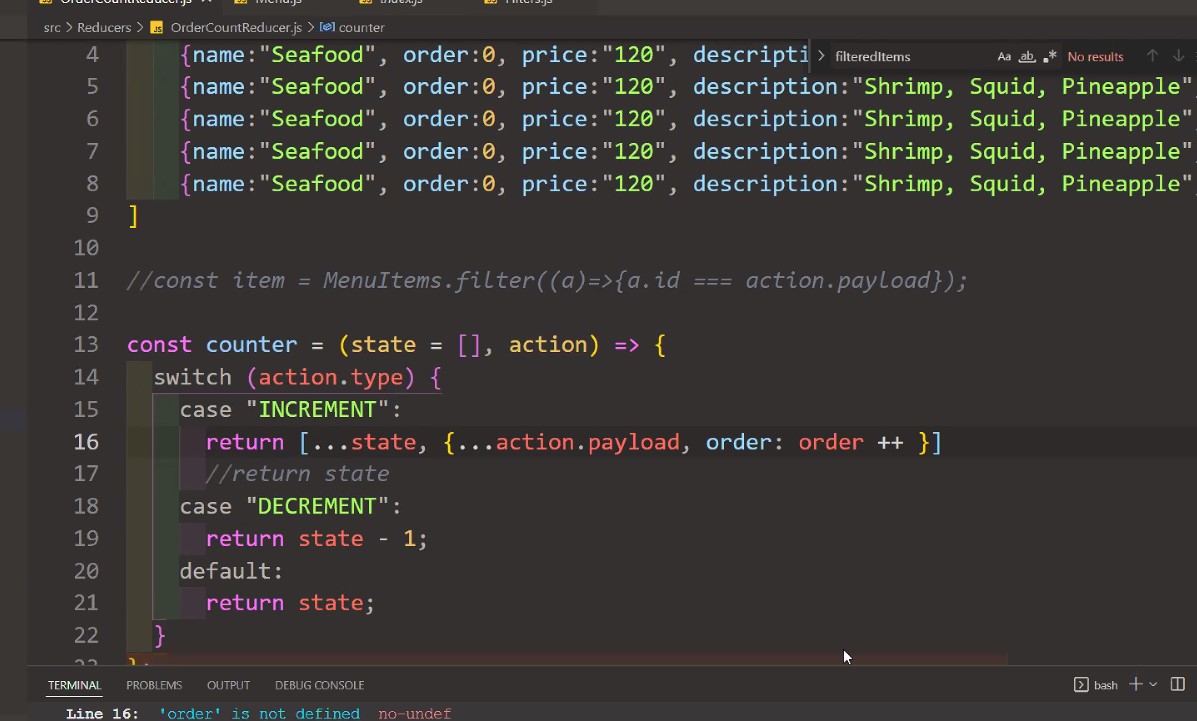 OrderCountReducer.js Menu.js index.js Filters.js
src > Reducers > JS OrderCountReducer.js > counter
filteredItems Aa ab .* No results
4 {name:"Seafood", order:0, price:"120", descripti
5 {name:"Seafood", order:0, price:"120", description:"Shrimp, Squid, Pineapple"
6 {name:"Seafood", order:0, price:"120", description:"Shrimp, Squid, Pineapple"
7 {name:"Seafood", order:0, price:"120", description:"Shrimp, Squid, Pineapple"
8 {name:"Seafood", order:0, price:"120", description:"Shrimp, Squid, Pineapple"
9 ]
10
11 //const item = MenuItems.filter((a)=>{a.id === action.payload});
12
13 const counter = (state = [], action) => {
14 switch (action.type) {
15 case "INCREMENT":
16 return [...state, {...action.payload, order: order ++ }]
17 //return state
18 case "DECREMENT":
19 return state - 1;
20 default:
21 return state;
22 }
23 };
TERMINAL PROBLEMS OUTPUT DEBUG CONSOLE bash
Line 16: 'order' is not defined no-undef